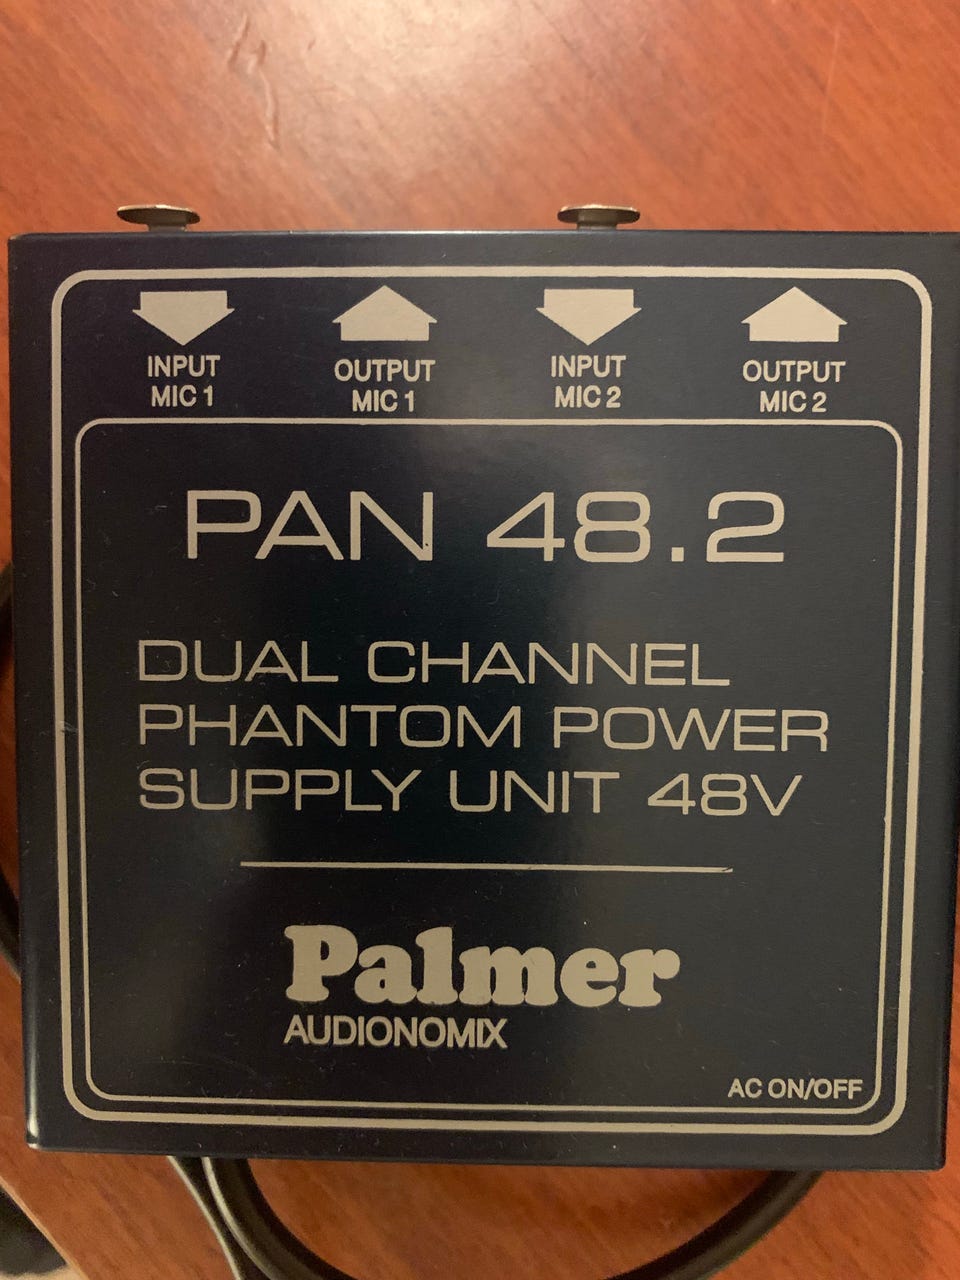 INPUT MIC 1
OUTPUT MIC 1
INPUT MIC 2
OUTPUT MIC 2
PAN 48.2
DUAL CHANNEL
PHANTOM POWER
SUPPLY UNIT 48V
Palmer
AUDIONOMIX
AC ON/OFF